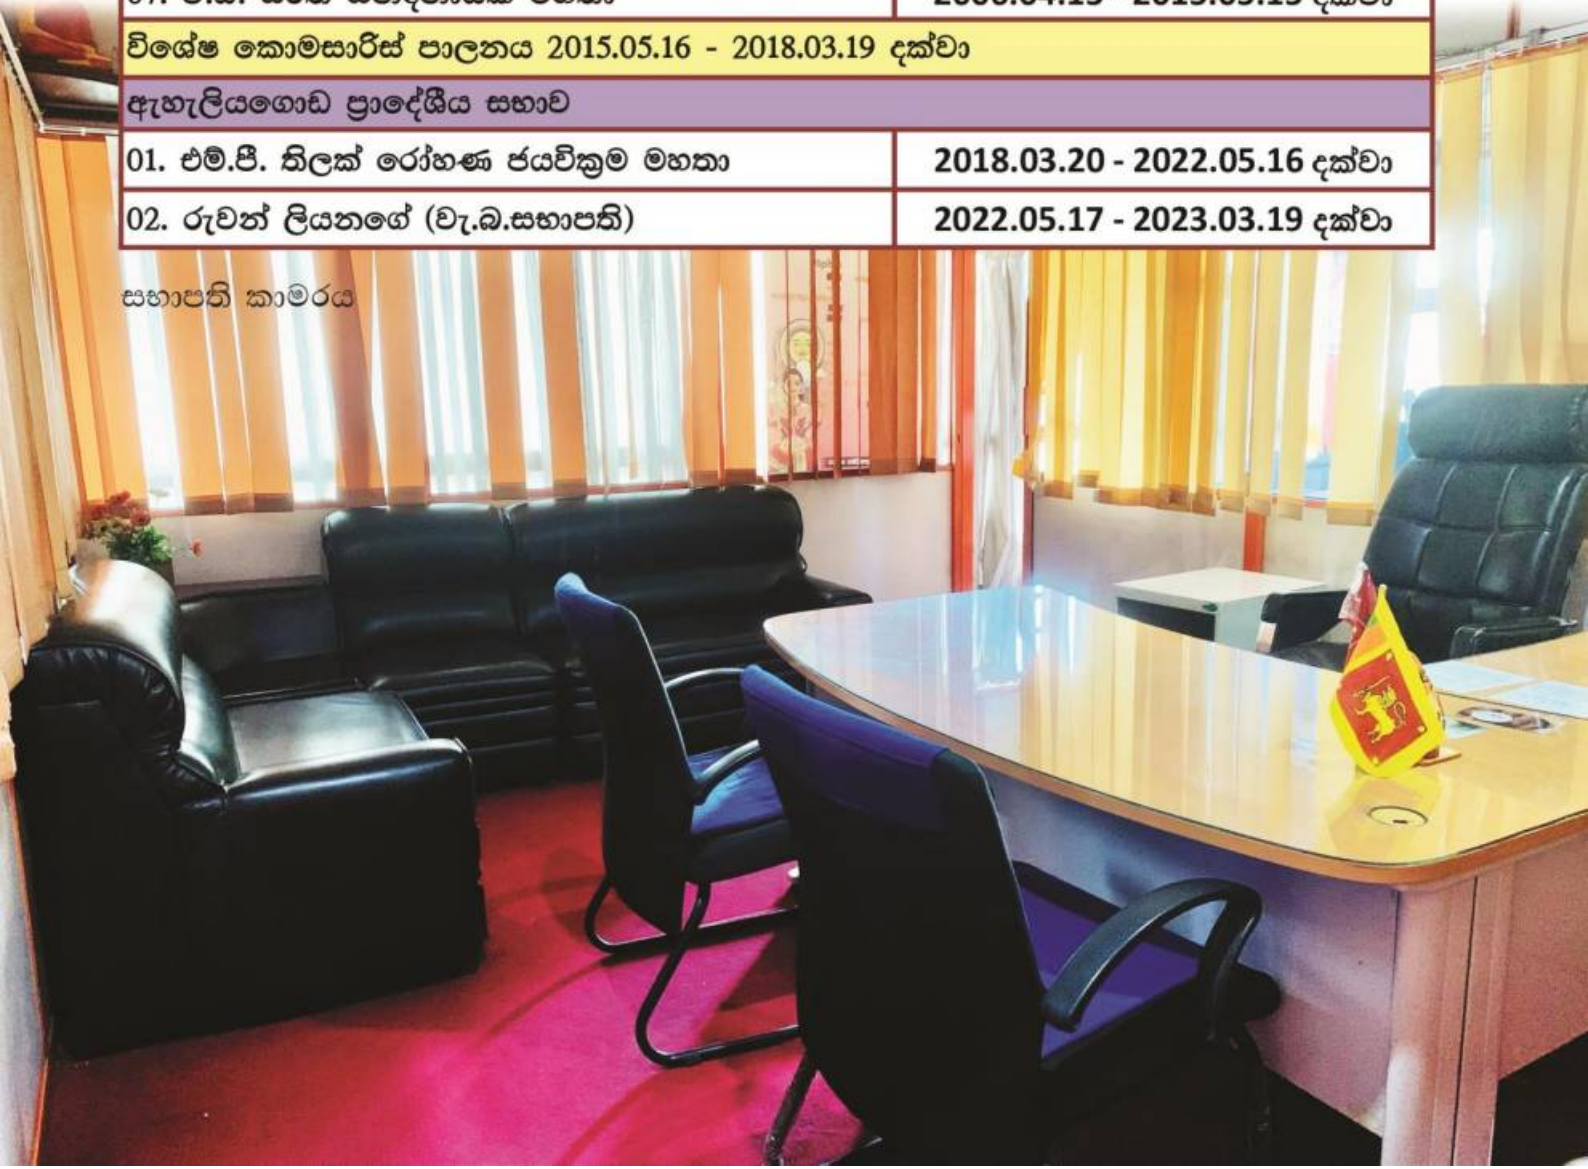 විශේෂ කොමසාරිස් පාලනය 2015.05.16 - 2018.03.19 දක්වා
ඇහැලියගොඩ ප්‍රාදේශීය සභාව
01. එම්.පී. තිලක් රෝහණ ජයවික්‍රම මහතා 2018.03.20 - 2022.05.16 දක්වා
02. රුවන් ලියනගේ (වැ.බ.සභාපති) 2022.05.17 - 2023.03.19 දක්වා
සභාපති කාමරය